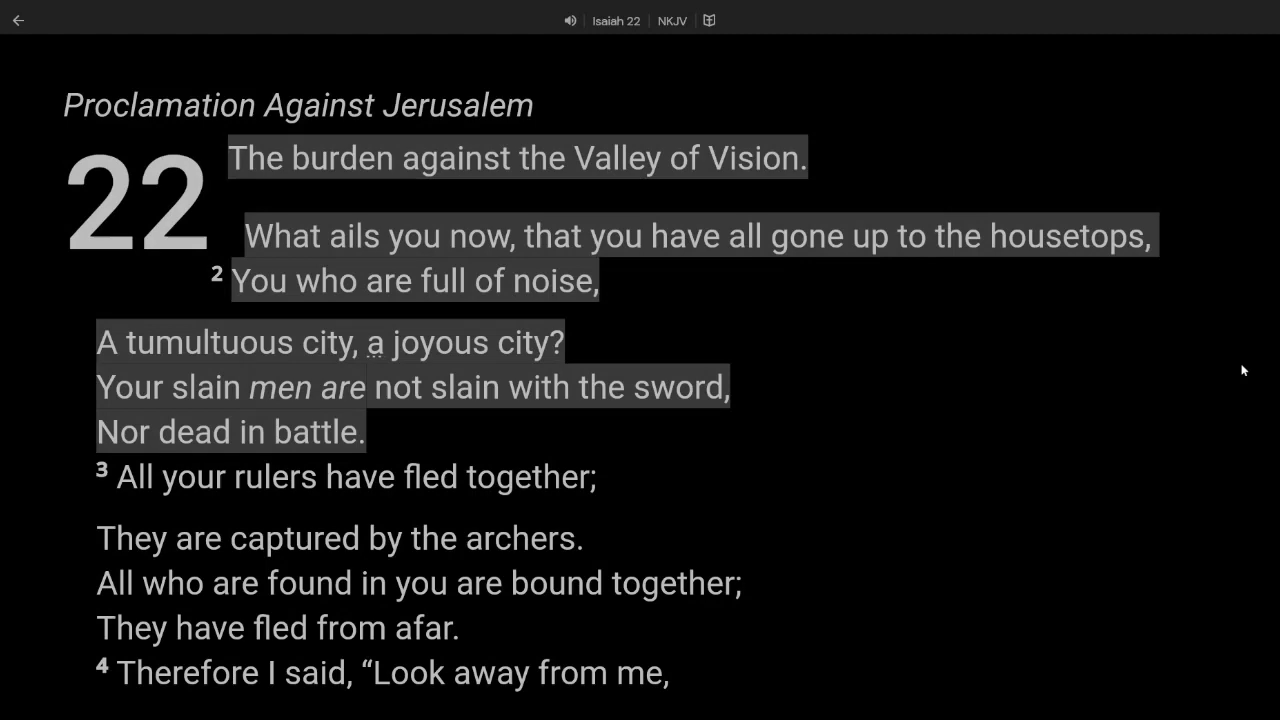 Isaiah 22 NKJV
Proclamation Against Jerusalem
22 The burden against the Valley of Vision.
What ails you now, that you have all gone up to the housetops,
2 You who are full of noise,
A tumultuous city, a joyous city?
Your slain men are not slain with the sword,
Nor dead in battle.
3 All your rulers have fled together;
They are captured by the archers.
All who are found in you are bound together;
They have fled from afar.
4 Therefore I said, “Look away from me,